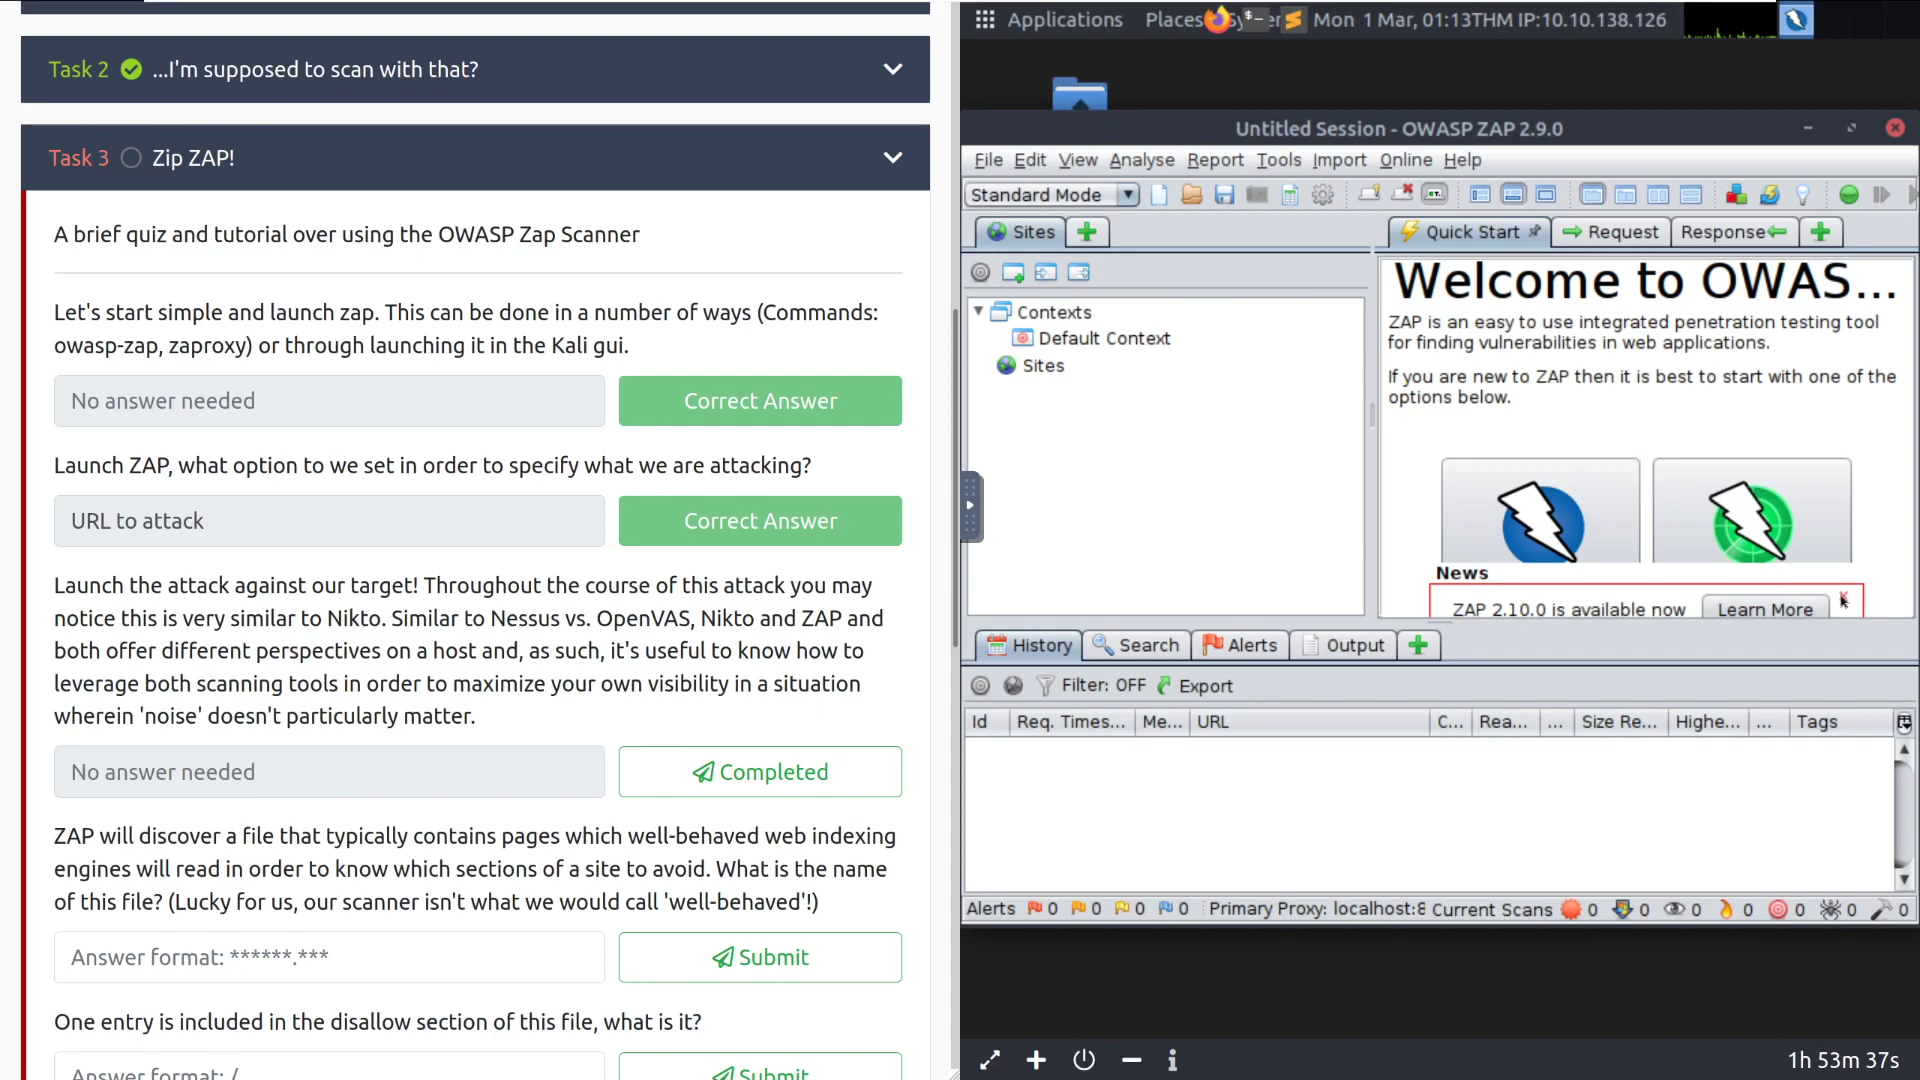 Task 2 ...I'm supposed to scan with that?
Task 3 Zip ZAP!
A brief quiz and tutorial over using the OWASP Zap Scanner
Let's start simple and launch zap. This can be done in a number of ways (Commands:
owasp-zap, zaproxy) or through launching it in the Kali gui.
No answer needed
Correct Answer
Launch ZAP, what option to we set in order to specify what we are attacking?
URL to attack
Correct Answer
Launch the attack against our target! Throughout the course of this attack you may
notice this is very similar to Nikto. Similar to Nessus vs. OpenVAS, Nikto and ZAP and
both offer different perspectives on a host and, as such, it's useful to know how to
leverage both scanning tools in order to maximize your own visibility in a situation
wherein 'noise' doesn't particularly matter.
No answer needed
Completed
ZAP will discover a file that typically contains pages which well-behaved web indexing
engines will read in order to know which sections of a site to avoid. What is the name
of this file? (Lucky for us, our scanner isn't what we would call 'well-behaved'!)
Answer format: ******.***
Submit
One entry is included in the disallow section of this file, what is it?
Answer format: /
Submit
Applications Places Mon 1 Mar, 01:13THM IP:10.10.138.126
Untitled Session - OWASP ZAP 2.9.0
File Edit View Analyse Report Tools Import Online Help
Standard Mode
Sites
Quick Start Request Response
Contexts
Default Context
Sites
Welcome to OWAS...
ZAP is an easy to use integrated penetration testing tool
for finding vulnerabilities in web applications.
If you are new to ZAP then it is best to start with one of the
options below.
News
ZAP 2.10.0 is available now Learn More
History Search Alerts Output
Filter: OFF Export
Id Req. Times... Me... URL C... Rea... ... Size Re... Highe... ... Tags
Alerts 0 0 0 0 Primary Proxy: localhost:8 Current Scans 0 0 0 0 0 0 0
1h 53m 37s